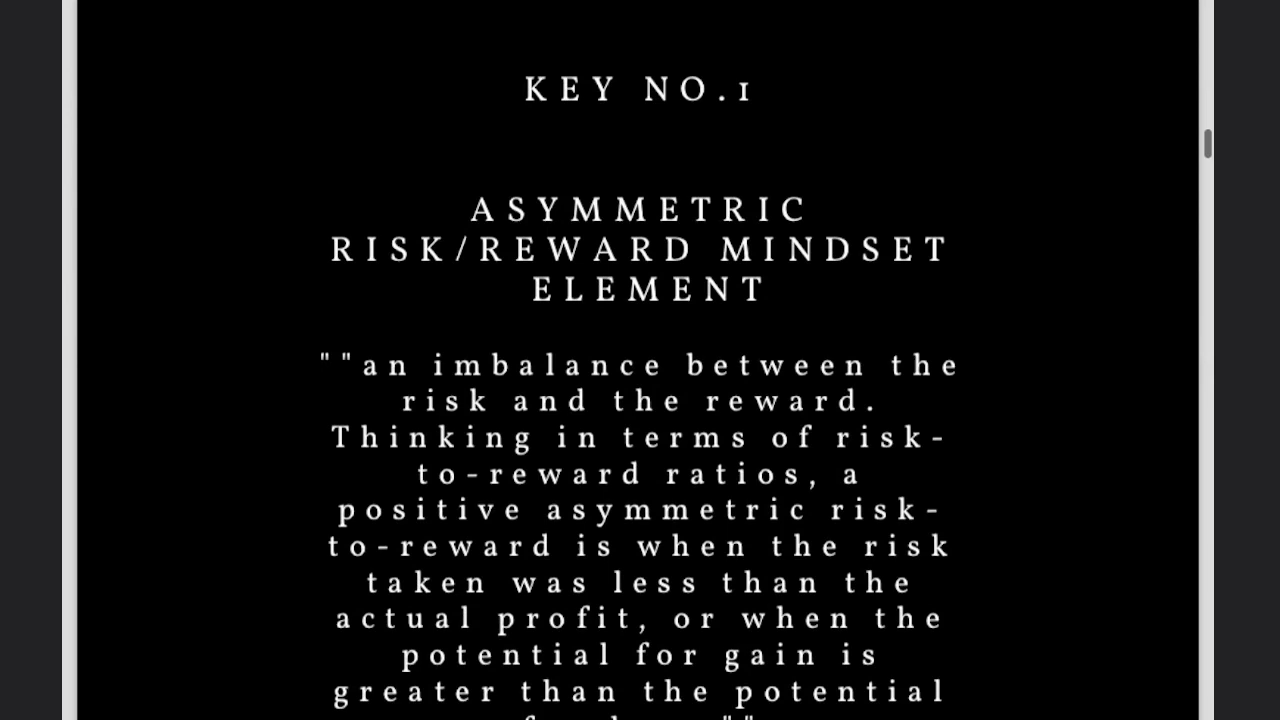 KEY NO.1
ASYMMETRIC
RISK/REWARD MINDSET
ELEMENT
""an imbalance between the
risk and the reward.
Thinking in terms of risk-
to-reward ratios, a
positive asymmetric risk-
to-reward is when the risk
taken was less than the
actual profit, or when the
potential for gain is
greater than the potential